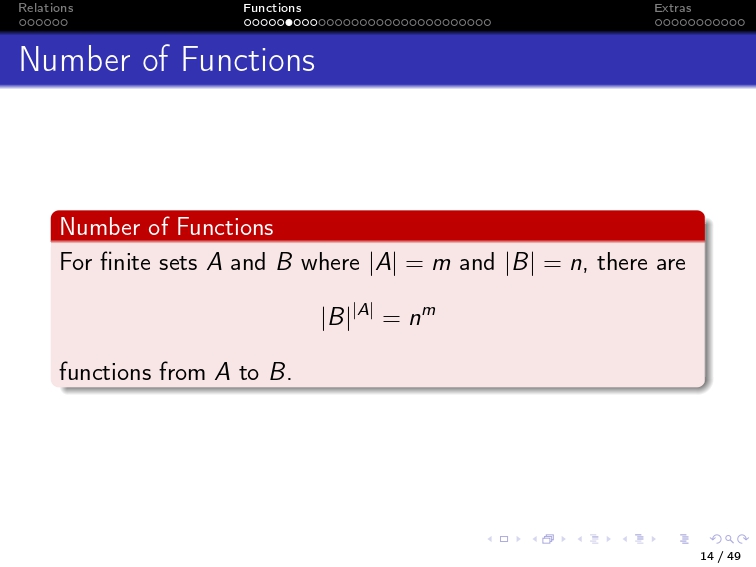 Relations
Functions
Extras
Number of Functions
Number of Functions
For finite sets A and B where |A| = m and |B| = n, there are
|B|^|A| = n^m
functions from A to B.
14 / 49